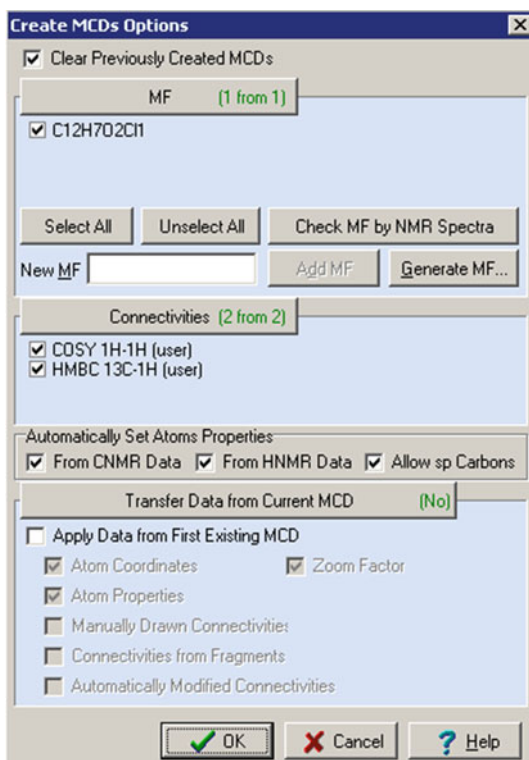 Create MCDs Options
Clear Previously Created MCDs
MF (1 from 1)
C12H7O2Cl1
Select All Unselect All Check MF by NMR Spectra
New MF Add MF Generate MF...
Connectivities (2 from 2)
COSY 1H-1H (user)
HMBC 13C-1H (user)
Automatically Set Atoms Properties
From CNMR Data From HNMR Data Allow sp Carbons
Transfer Data from Current MCD (No)
Apply Data from First Existing MCD
Atom Coordinates Zoom Factor
Atom Properties
Manually Drawn Connectivities
Connectivities from Fragments
Automatically Modified Connectivities
OK Cancel Help